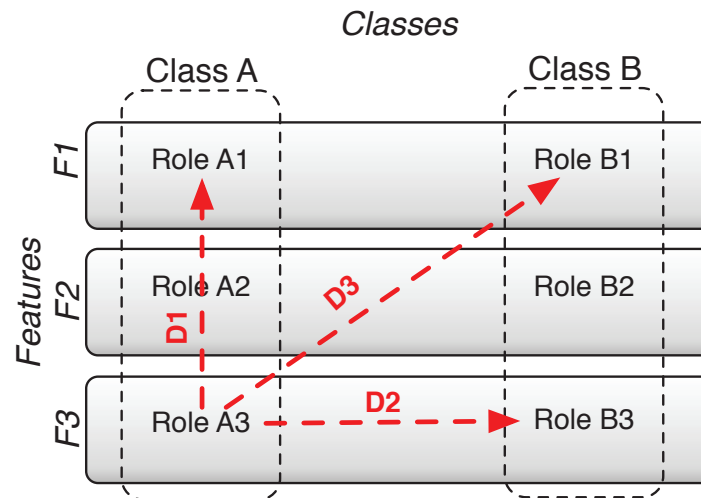 Classes
Class A
Class B
Features
F1
Role A1
Role B1
F2
Role A2
Role B2
D1
D3
F3
Role A3
D2
Role B3